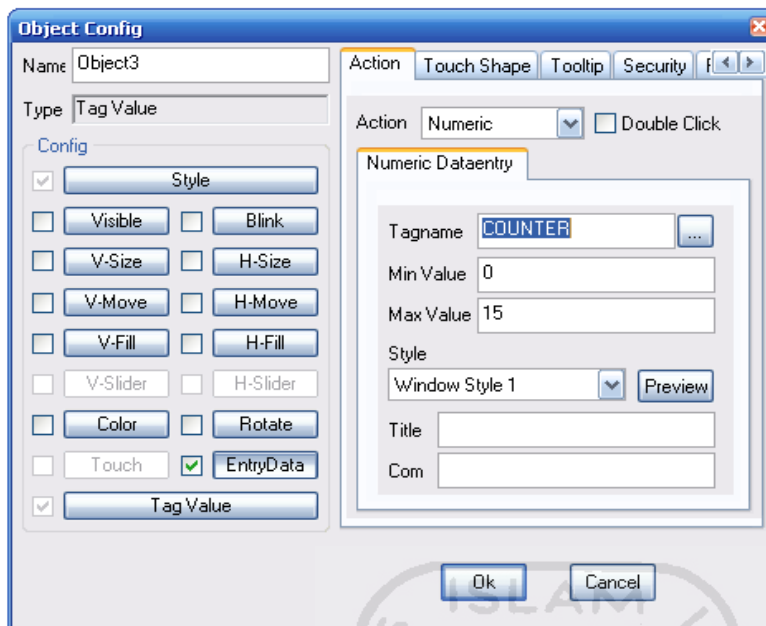 Object Config
Name Object3
Type Tag Value
Config
Style
Visible Blink
V-Size H-Size
V-Move H-Move
V-Fill H-Fill
V-Slider H-Slider
Color Rotate
Touch EntryData
Tag Value
Action Touch Shape Tooltip Security
Action Numeric Double Click
Numeric Dataentry
Tagname COUNTER ...
Min Value 0
Max Value 15
Style
Window Style 1 Preview
Title
Com
Ok Cancel
ISLAM